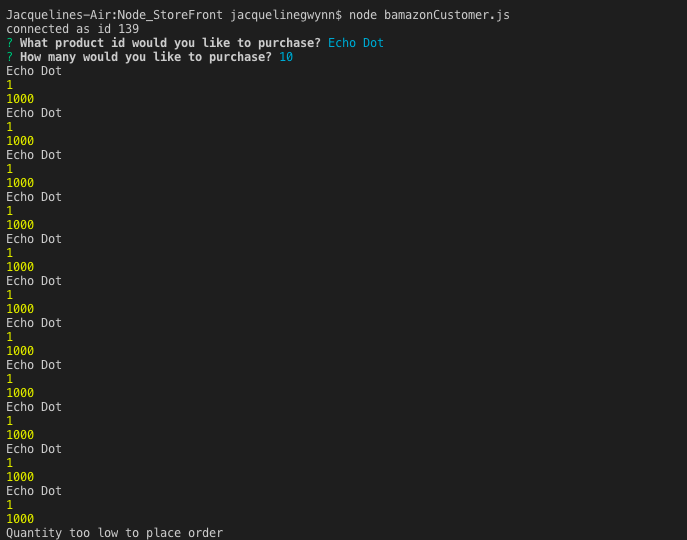 Jacquelines-Air:Node_StoreFront jacquelinegwynn$ node bamazonCustomer.js
connected as id 139
? What product id would you like to purchase? Echo Dot
? How many would you like to purchase? 10
Echo Dot
1
1000
Echo Dot
1
1000
Echo Dot
1
1000
Echo Dot
1
1000
Echo Dot
1
1000
Echo Dot
1
1000
Echo Dot
1
1000
Echo Dot
1
1000
Echo Dot
1
1000
Echo Dot
1
1000
Echo Dot
1
1000
Quantity too low to place order